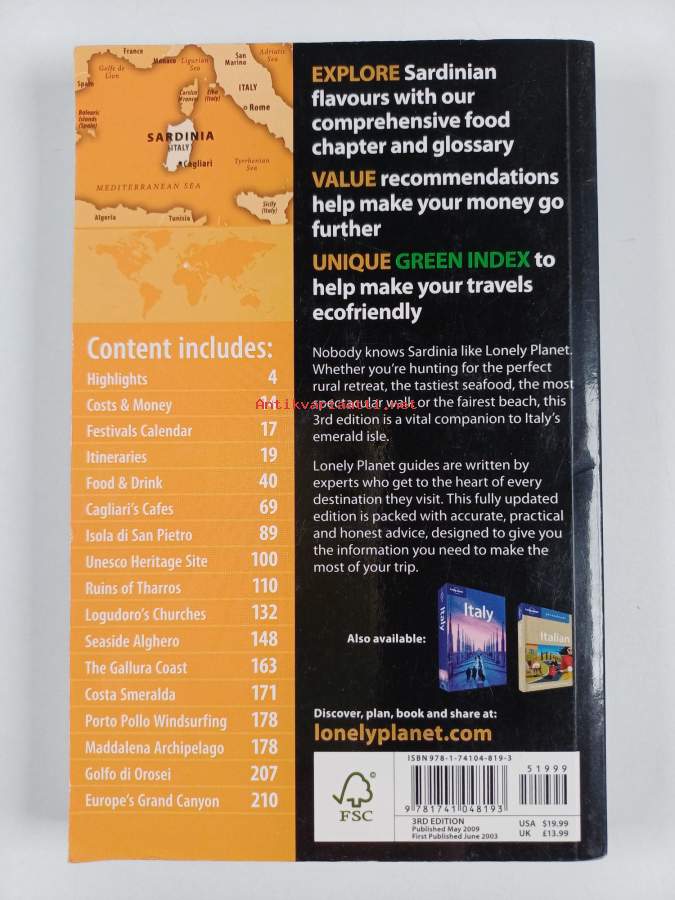 France
Golfe de Lion
Monaco
Ligurian Sea
San Marino
Adriatic Sea
Spain
Corsica (France)
Elba (Italy)
ITALY
Rome
Balearic Islands (Spain)
SARDINIA
ITALY
Cagliari
Tyrrhenian Sea
MEDITERRANEAN SEA
Sicily (Italy)
Algeria
Tunisia
Content includes:
Highlights 4
Costs & Money 14
Festivals Calendar 17
Itineraries 19
Food & Drink 40
Cagliari's Cafes 69
Isola di San Pietro 89
Unesco Heritage Site 100
Ruins of Tharros 110
Logudoro's Churches 132
Seaside Alghero 148
The Gallura Coast 163
Costa Smeralda 171
Porto Pollo Windsurfing 178
Maddalena Archipelago 178
Golfo di Orosei 207
Europe's Grand Canyon 210
EXPLORE Sardinian
flavours with our
comprehensive food
chapter and glossary
VALUE recommendations
help make your money go
further
UNIQUE GREEN INDEX to
help make your travels
ecofriendly
Nobody knows Sardinia like Lonely Planet.
Whether you're hunting for the perfect
rural retreat, the tastiest seafood, the most
spectacular walk or the fairest beach, this
3rd edition is a vital companion to Italy's
emerald isle.
Antikvariaatti.net
Lonely Planet guides are written by
experts who get to the heart of every
destination they visit. This fully updated
edition is packed with accurate, practical
and honest advice, designed to give you
the information you need to make the
most of your trip.
Also available:
Italy
Italy
Italian
Discover, plan, book and share at:
lonelyplanet.com
FSC
ISBN 978-1-74104-819-3
51999
9 781741 048193
3RD EDITION
Published May 2009
First Published June 2003
USA $19.99
UK £13.99